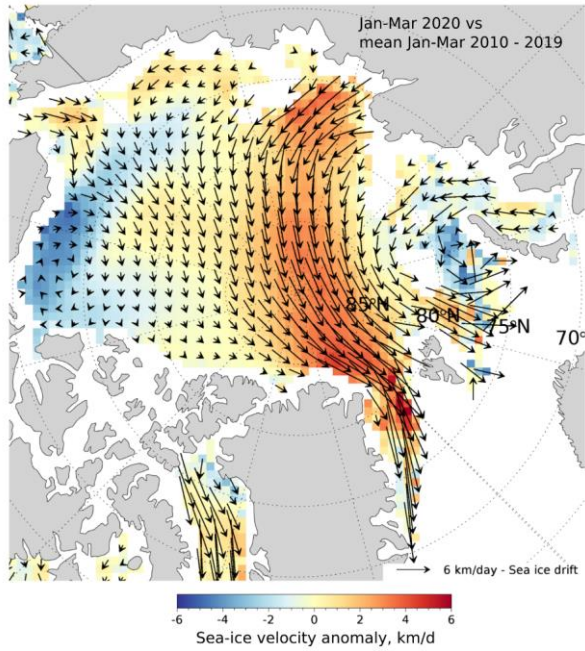 Jan-Mar 2020 vs
mean Jan-Mar 2010 - 2019
85°N
80°N
75°N
70°
6 km/day - Sea ice drift
-6 -4 -2 0 2 4 6
Sea-ice velocity anomaly, km/d